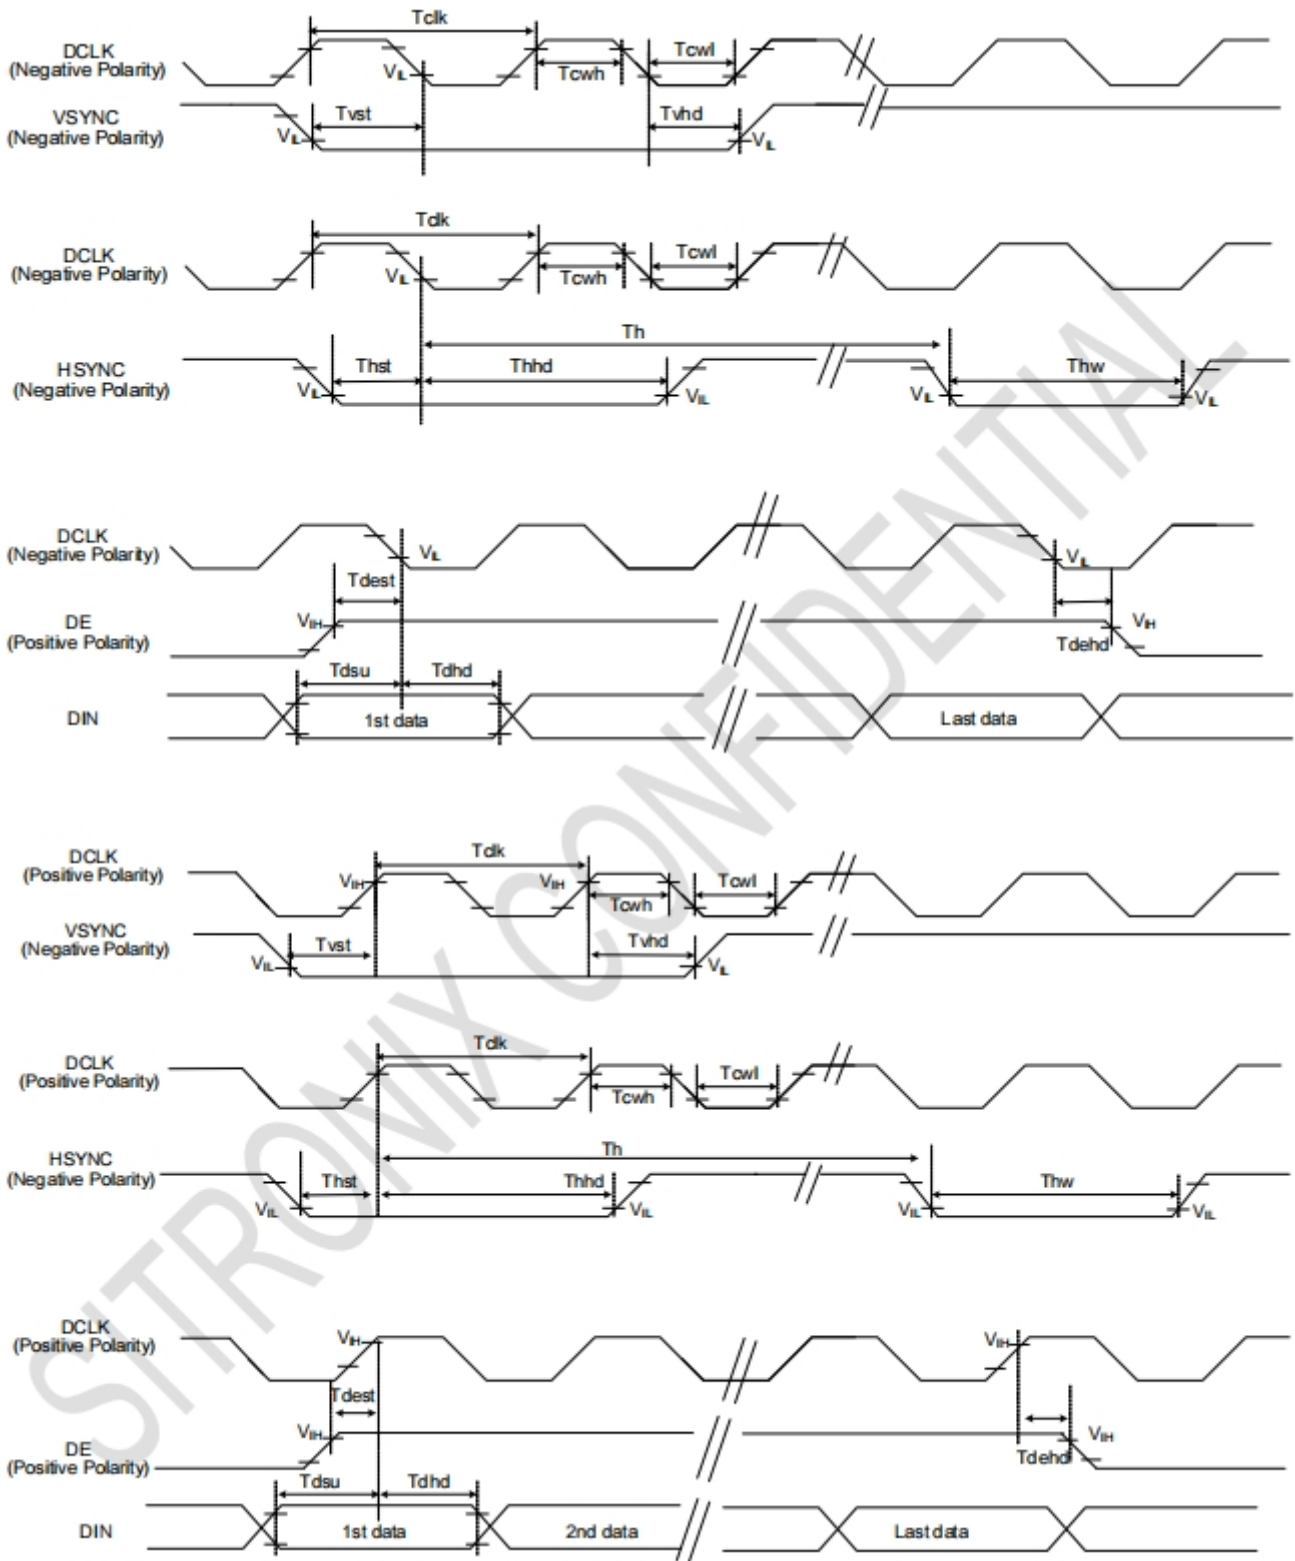 Tclk
DCLK
(Negative Polarity)
VIL
Tcwh
Tcwl
VSYNC
(Negative Polarity)
VIL
Tvst
Tvhd
VIL
Tclk
DCLK
(Negative Polarity)
VIL
Tcwh
Tcwl
Th
HSYNC
(Negative Polarity)
VIL
Thst
Thhd
VIL
VIL
Thw
VIL
DCLK
(Negative Polarity)
VIL
VIL
Tdest
DE
(Positive Polarity)
VIH
VIH
Tdehd
Tdsu
Tdhd
DIN
1st data
Last data
Tclk
DCLK
(Positive Polarity)
VIH
VIH
Tcwh
Tcwl
VSYNC
(Negative Polarity)
VIL
Tvst
Tvhd
VIL
Tclk
DCLK
(Positive Polarity)
Tcwh
Tcwl
Th
HSYNC
(Negative Polarity)
VIL
Thst
Thhd
VIL
VIL
Thw
VIL
DCLK
(Positive Polarity)
VIH
VIH
Tdest
DE
(Positive Polarity)
VIH
VIH
Tdehd
Tdsu
Tdhd
DIN
1st data
2nd data
Last data
SITRONIX CONFIDENTIAL